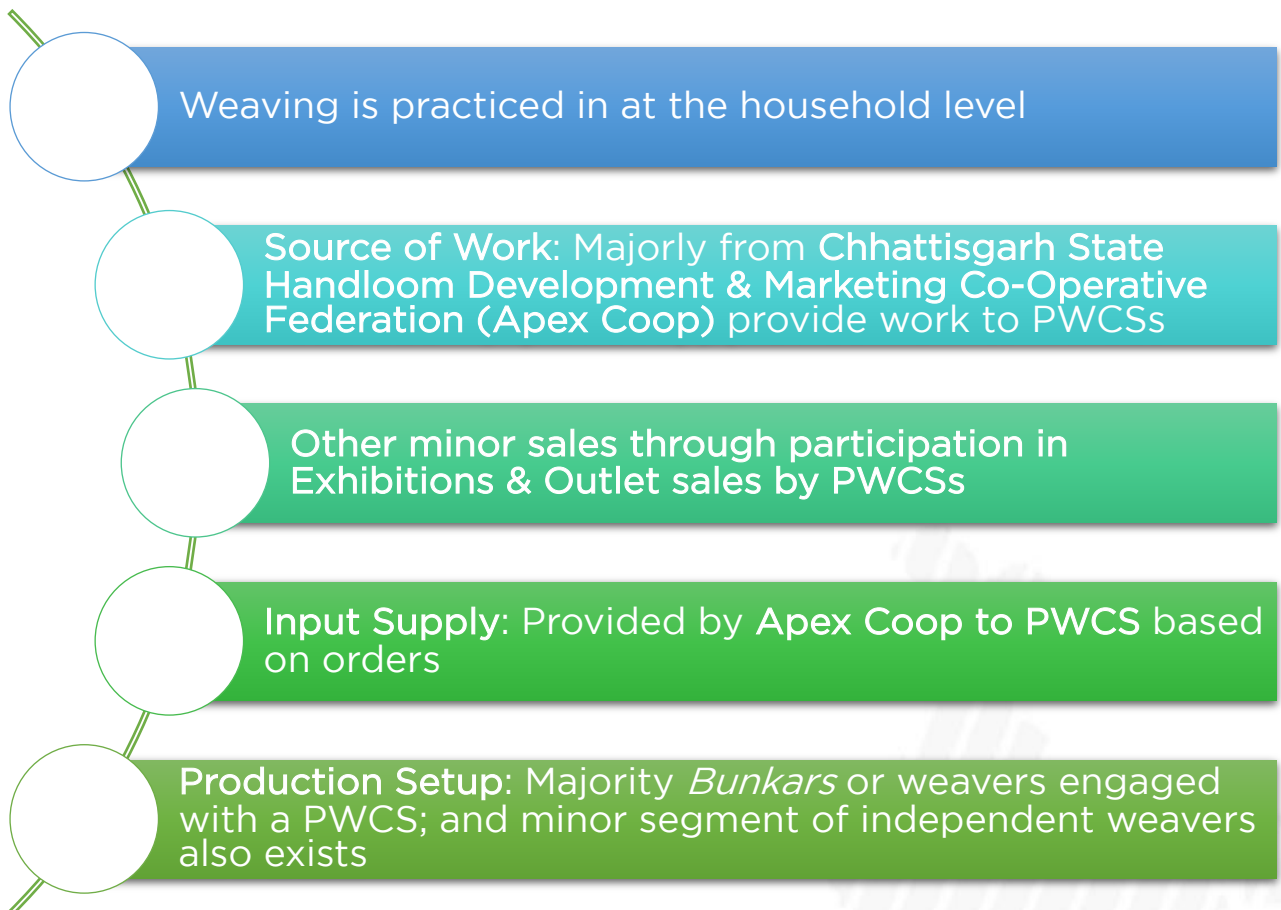 Weaving is practiced in at the household level
Source of Work: Majorly from Chhattisgarh State
Handloom Development & Marketing Co-Operative
Federation (Apex Coop) provide work to PWCSs
Other minor sales through participation in
Exhibitions & Outlet sales by PWCSs
Input Supply: Provided by Apex Coop to PWCS based
on orders
Production Setup: Majority Bunkars or weavers engaged
with a PWCS; and minor segment of independent weavers
also exists